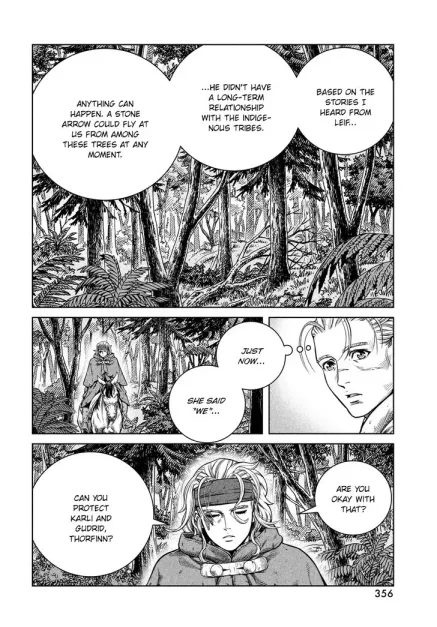 BASED ON THE
STORIES I
HEARD FROM
LEIF...
...HE DIDN'T HAVE
A LONG-TERM
RELATIONSHIP
WITH THE INDIGE-
NOUS TRIBES.
ANYTHING CAN
HAPPEN. A STONE
ARROW COULD FLY AT
US FROM AMONG
THESE TREES AT ANY
MOMENT.
JUST
NOW...
SHE SAID
"WE"...
ARE YOU
OKAY WITH
THAT?
CAN YOU
PROTECT
KARLI AND
GUDRID,
THORFINN?
356